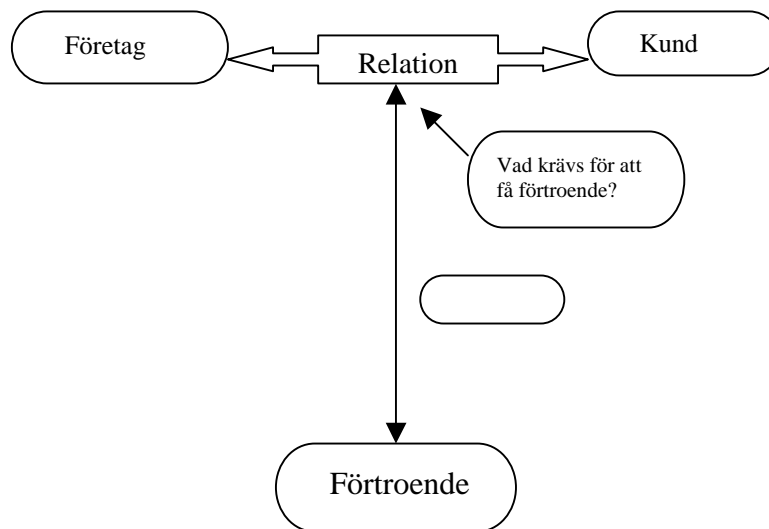 Företag
Relation
Kund
Vad krävs för att
få förtroende?
Förtroende